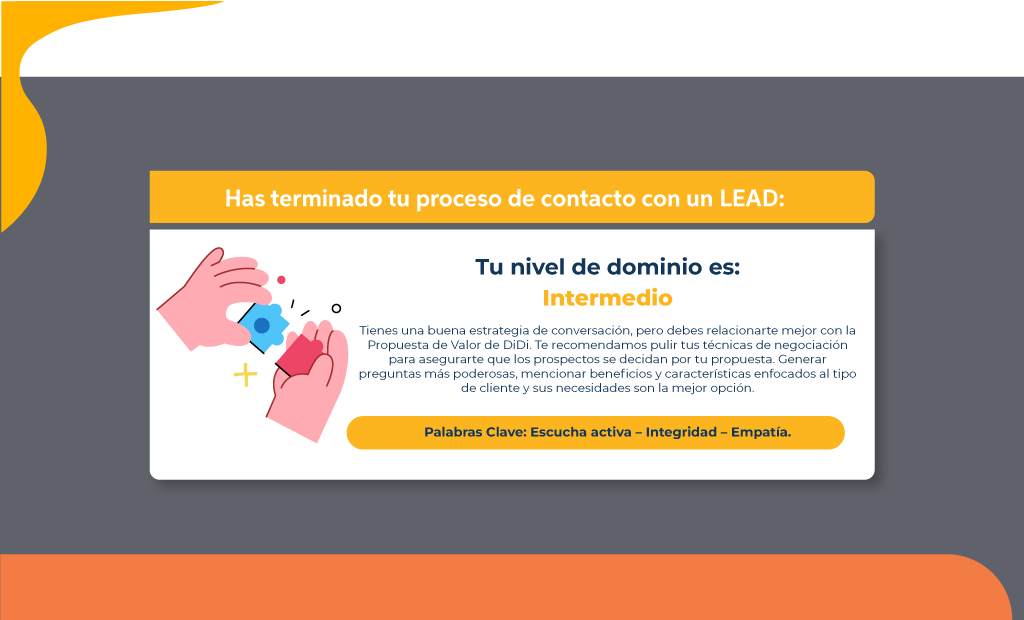 Has terminado tu proceso de contacto con un LEAD:
Tu nivel de dominio es:
Intermedio
Tienes una buena estrategia de conversación, pero debes relacionarte mejor con la
Propuesta de Valor de DiDi. Te recomendamos pulir tus técnicas de negociación
para asegurarte que los prospectos se decidan por tu propuesta. Generar
preguntas más poderosas, mencionar beneficios y características enfocados al tipo
de cliente y sus necesidades son la mejor opción.
Palabras Clave: Escucha activa – Integridad – Empatía.